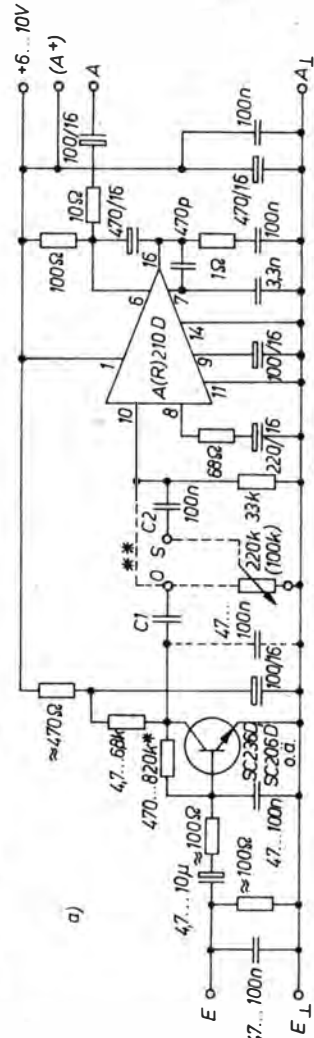 a)
E
E⊥
47... 100n
4,7...10µ
≈100Ω
≈100Ω
47...100n
SC236D,
SC206D
o.ä.
470...820k*
4,7...6,8k
≈470Ω
100/16
47...
100n
C1
O
S
**
C2
100n
220k
(100k)
33k
10
8
68Ω
220/16
A(R)210D
1
11
9
14
100/16
6
7
16
100Ω
10Ω
100/16
470/16
470p
1Ω
3,3n
100n
470/16
100n
+6...10V
(A+)
A
A⊥